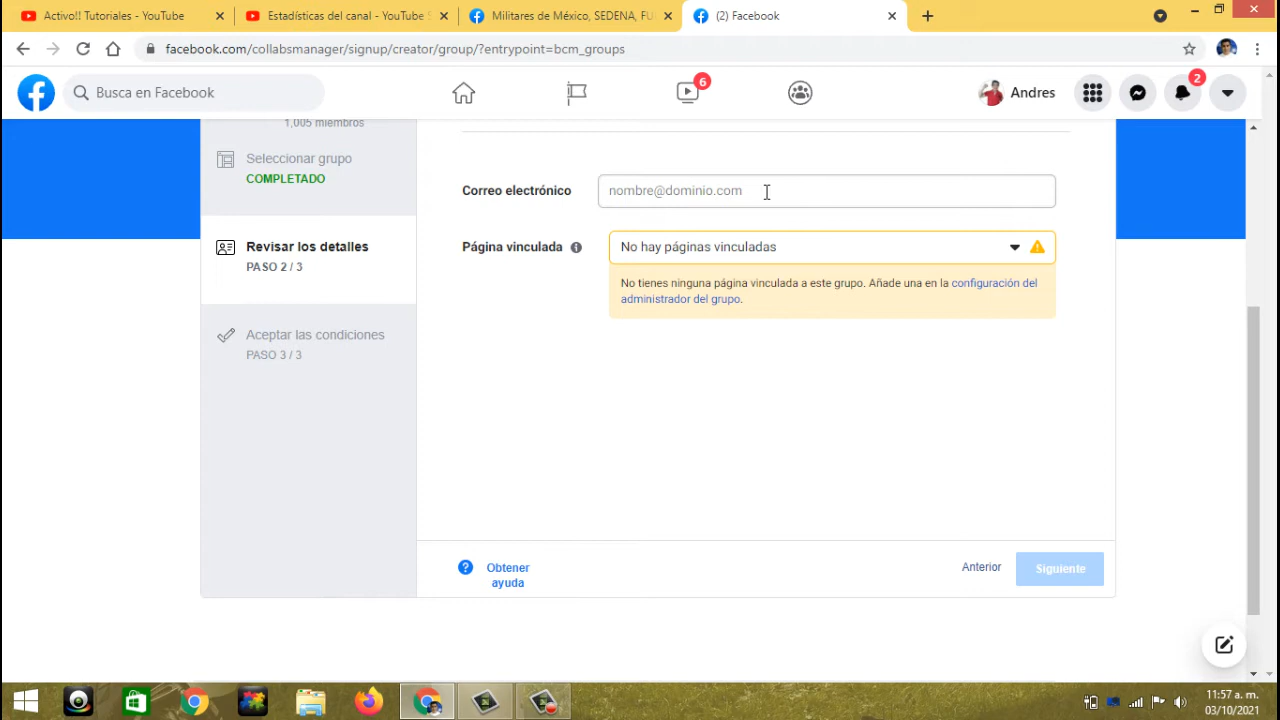 Activo!! Tutoriales - YouTube
Estadísticas del canal - YouTube S
Militares de México, SEDENA, FU
(2) Facebook
facebook.com/collabsmanager/signup/creator/group/?entrypoint=bcm_groups
Busca en Facebook
6
Andres
2
1,005 miembros
Seleccionar grupo
COMPLETADO
Revisar los detalles
PASO 2 / 3
Aceptar las condiciones
PASO 3 / 3
Correo electrónico
nombre@dominio.com
Página vinculada
No hay páginas vinculadas
No tienes ninguna página vinculada a este grupo. Añade una en la configuración del
administrador del grupo.
Obtener
ayuda
Anterior
Siguiente
11:57 a. m.
03/10/2021